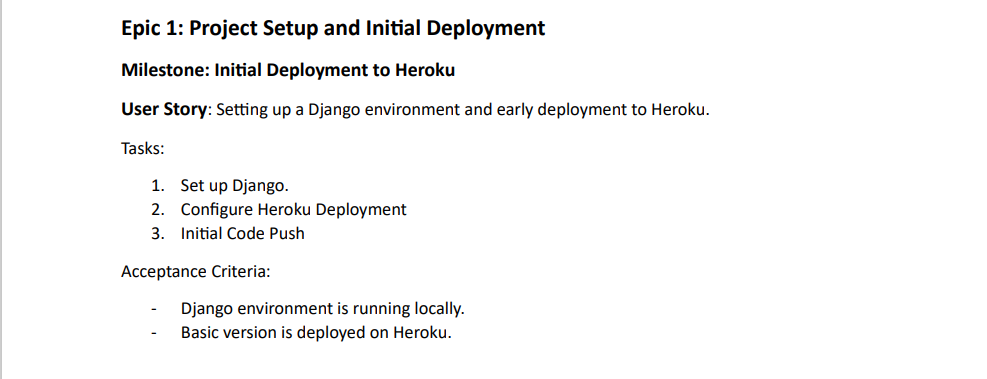 Epic 1: Project Setup and Initial Deployment
Milestone: Initial Deployment to Heroku
User Story: Setting up a Django environment and early deployment to Heroku.
Tasks:
1. Set up Django.
2. Configure Heroku Deployment
3. Initial Code Push
Acceptance Criteria:
- Django environment is running locally.
- Basic version is deployed on Heroku.